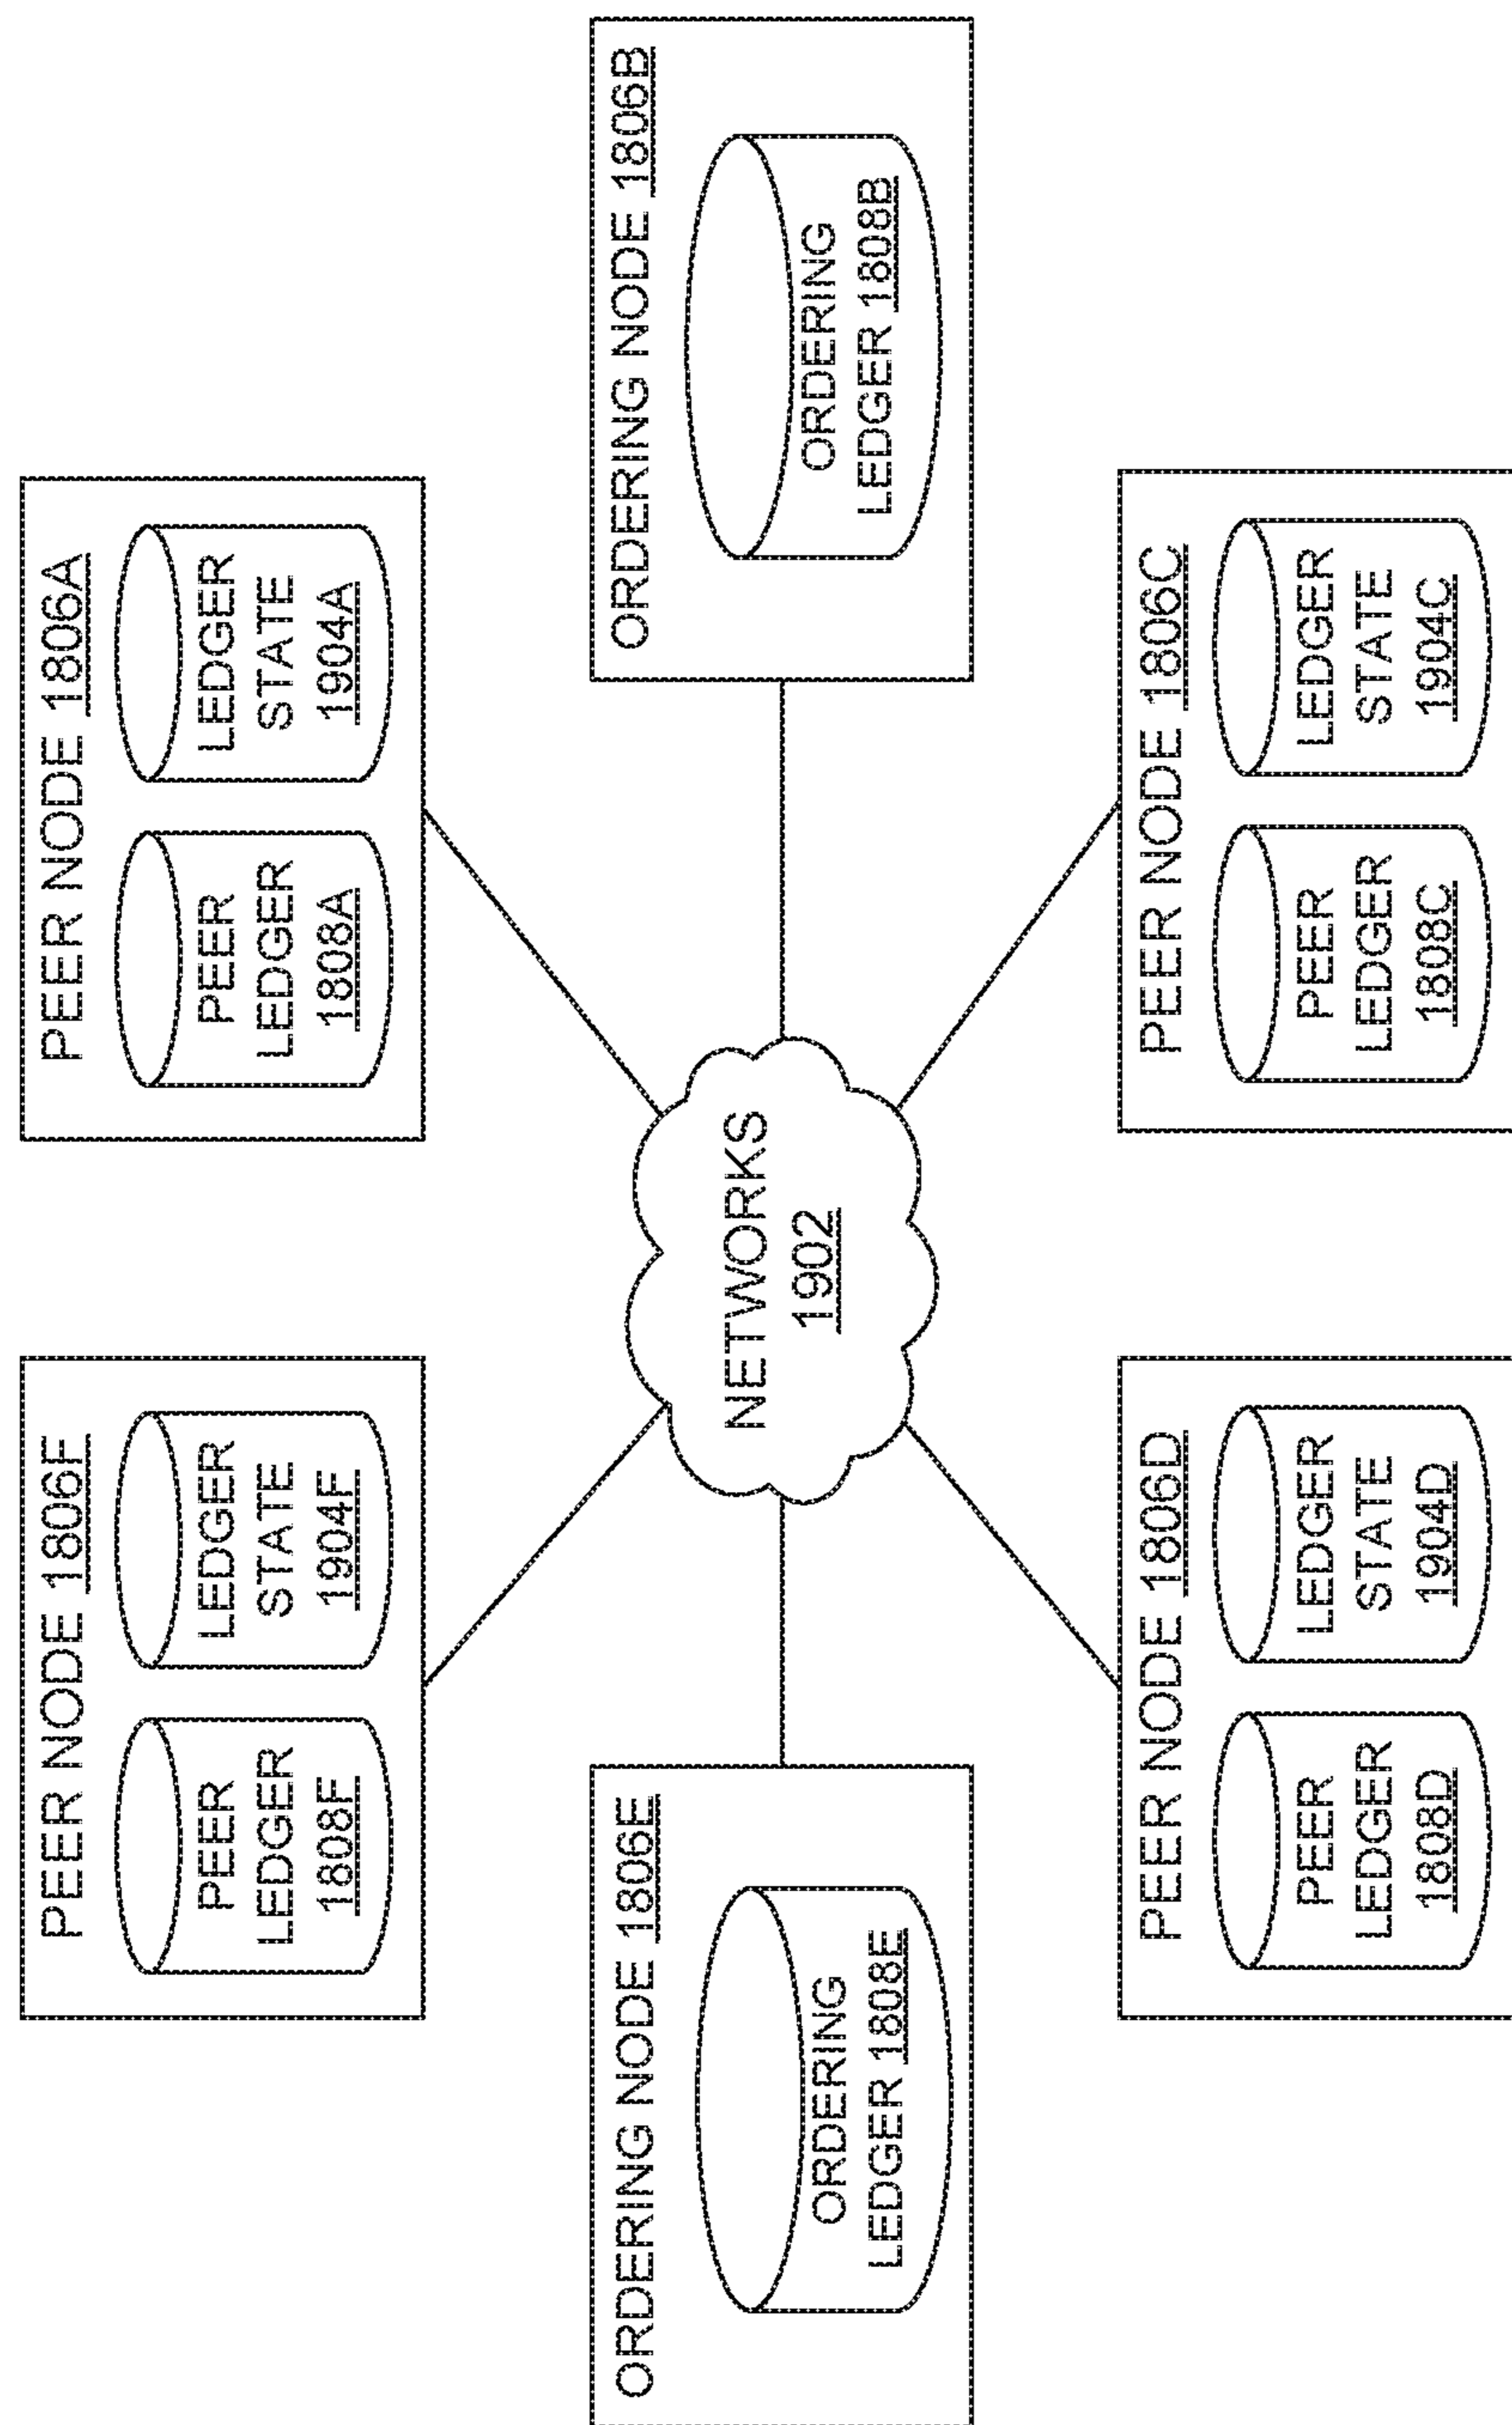 PEER NODE 1806F
PEER
LEDGER
1808F
LEDGER
STATE
1904F
PEER NODE 1806A
PEER
LEDGER
1808A
LEDGER
STATE
1904A
ORDERING NODE 1806E
ORDERING
LEDGER 1808E
NETWORKS
1902
ORDERING NODE 1806B
ORDERING
LEDGER 1808B
PEER NODE 1806D
PEER
LEDGER
1808D
LEDGER
STATE
1904D
PEER NODE 1806C
PEER
LEDGER
1808C
LEDGER
STATE
1904C